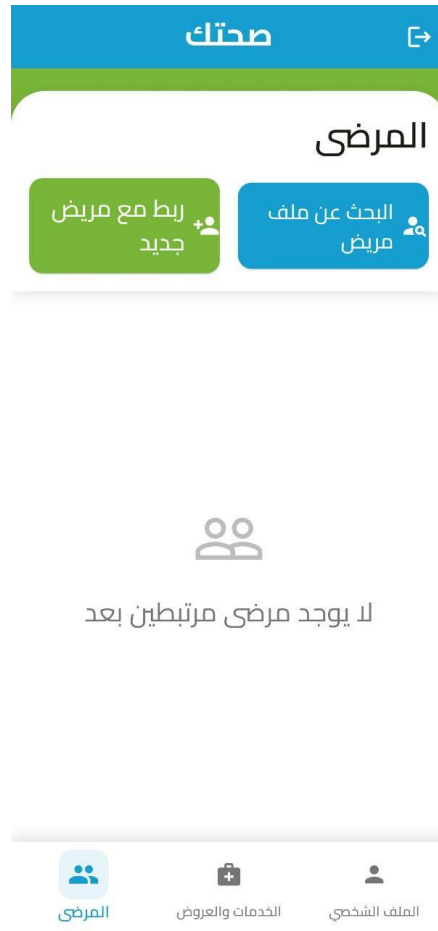 صحتك
المرضى
البحث عن ملف
مريض
ربط مع مريض
جديد
لا يوجد مرضى مرتبطين بعد
الملف الشخصي
الخدمات والعروض
المرضى